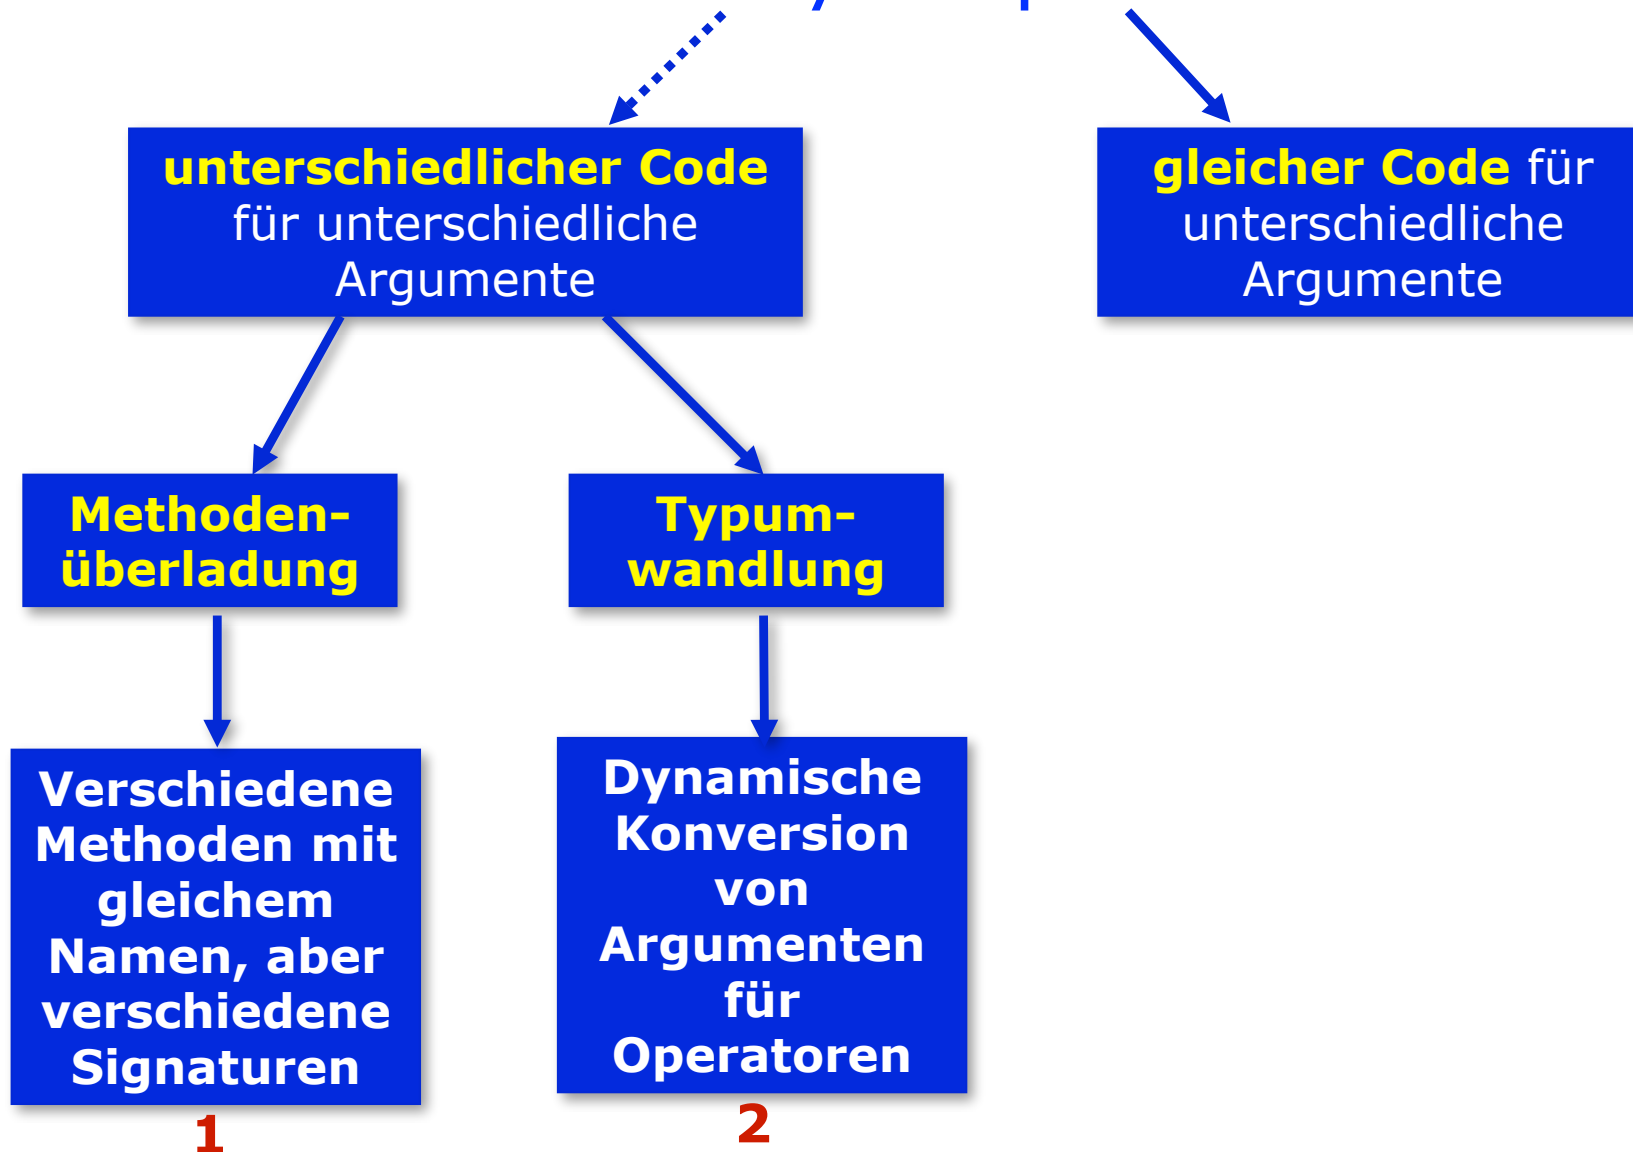 unterschiedlicher Code
für unterschiedliche
Argumente
gleicher Code für
unterschiedliche
Argumente
Methoden-
überladung
Typum-
wandlung
Verschiedene
Methoden mit
gleichem
Namen, aber
verschiedene
Signaturen
Dynamische
Konversion
von
Argumenten
für
Operatoren
1
2